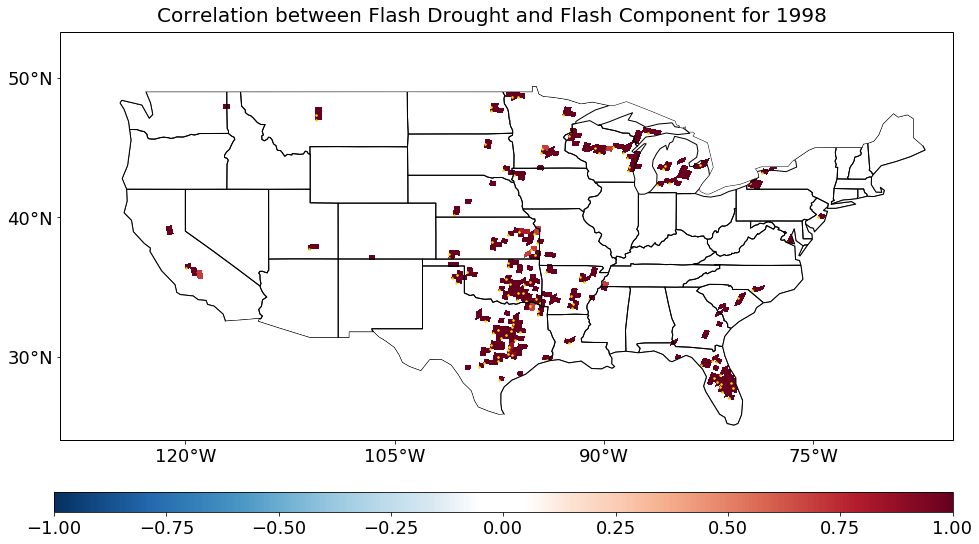 Correlation between Flash Drought and Flash Component for 1998
50°N
40°N
30°N
120°W 105°W 90°W 75°W
−1.00 −0.75 −0.50 −0.25 0.00 0.25 0.50 0.75 1.00